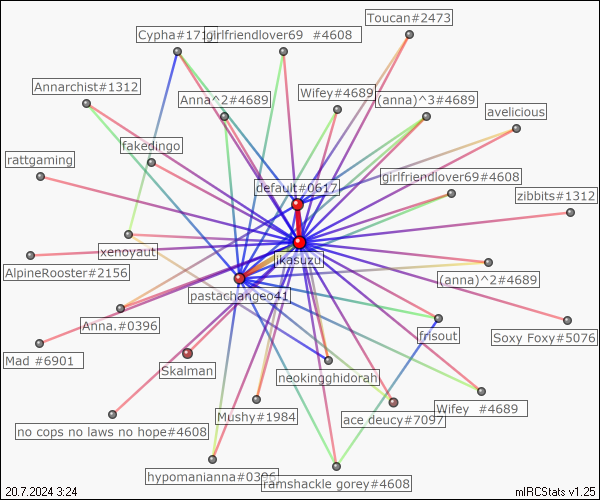 Toucan#2473
Cypha#171
girlfriendlover69 #4608
Annarchist#1312
Anna^2#4689
Wifey#4689
(anna)^3#4689
avelicious
fakedingo
rattgaming
default#0617
girlfriendlover69#4608
zibbits#1312
xenoyaut
ikasuzu
AlpineRooster#2156
(anna)^2#4689
pastachangeo41
Anna.#0396
frisout
Soxy Foxy#5076
Mad #6901
Skalman
neokingghidorah
Mushy#1984
ace deucy#7097
Wifey #4689
no cops no laws no hope#4608
hypomanianna#0396
ramshackle gorey#4608
20.7.2024 3:24
mIRCStats v1.25